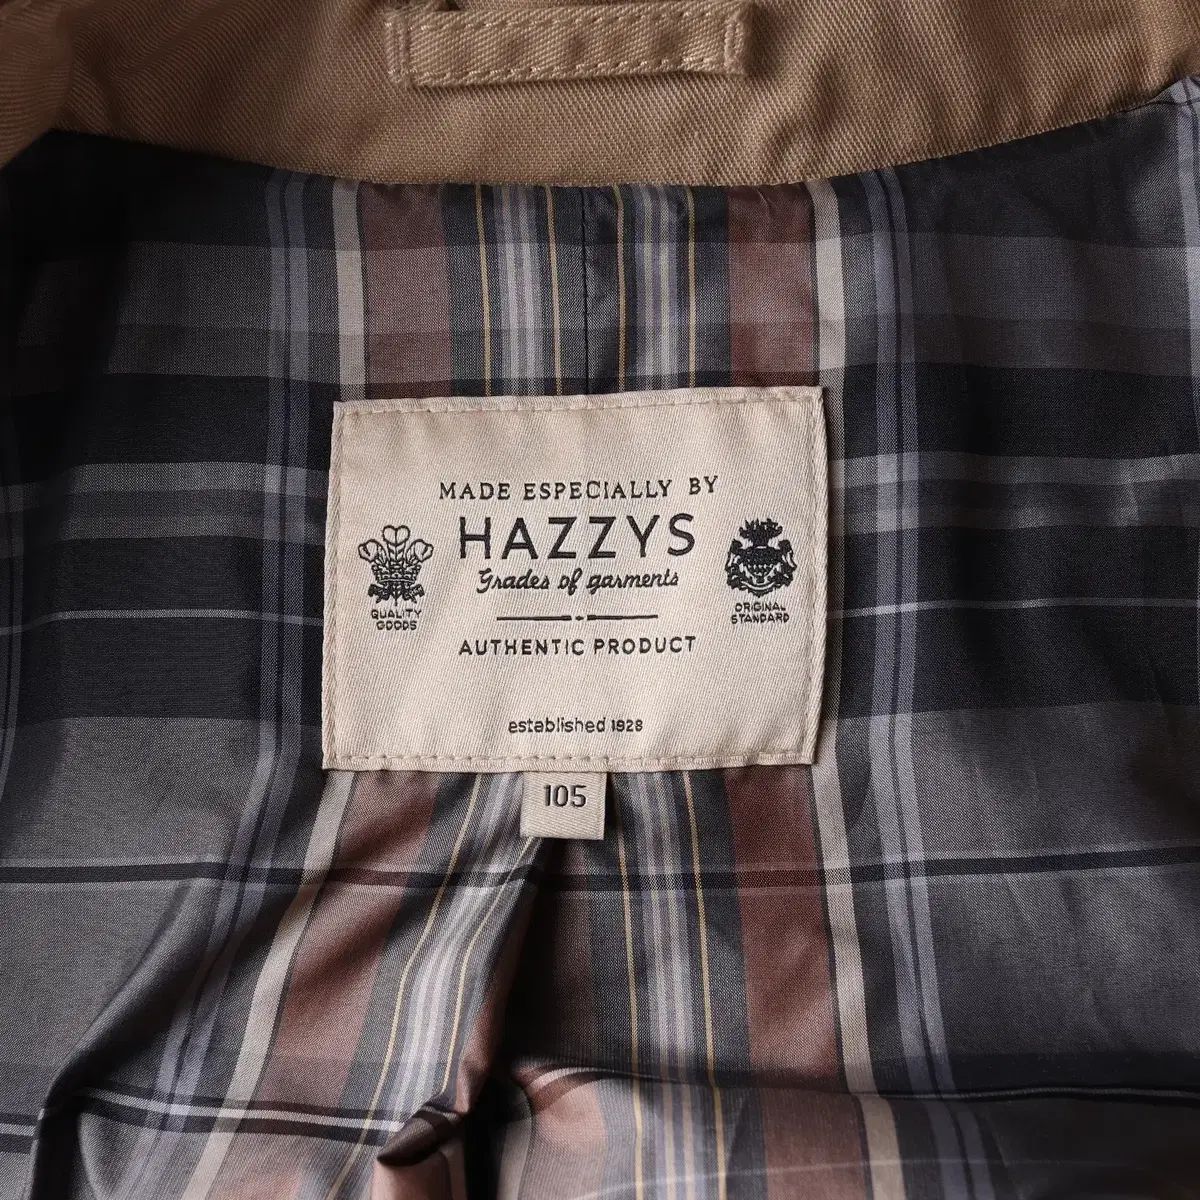 MADE ESPECIALLY BY
HAZZYS
Grades of garments
QUALITY
GOODS
ORIGINAL
STANDARD
AUTHENTIC PRODUCT
established 1928
105